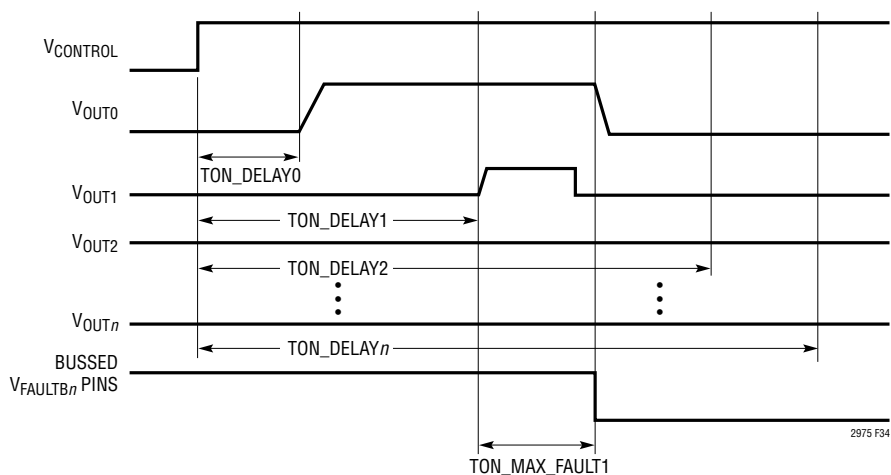 VCONTROL
VOUT0
TON_DELAY0
VOUT1
TON_DELAY1
VOUT2
TON_DELAY2
VOUTn
TON_DELAYn
BUSSED
VFAULTBn PINS
2975 F34
TON_MAX_FAULT1